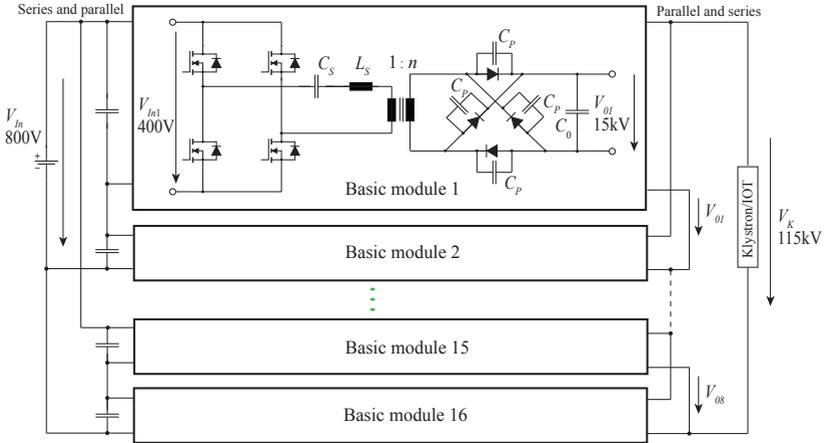 Series and parallel
Parallel and series
V_In
800V
V_In1
400V
C_S
L_S
1 : n
C_P
C_P
C_P
C_P
C_0
V_01
15kV
Basic module 1
V_01
Klystron/IOT
V_K
115kV
Basic module 2
Basic module 15
Basic module 16
V_08